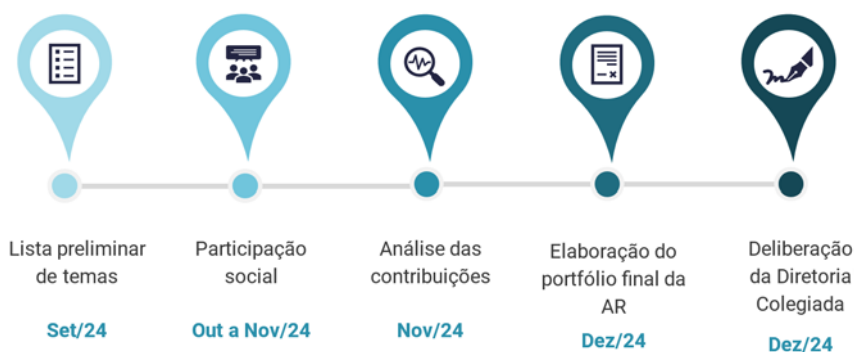 Lista preliminar
de temas
Set/24
Participação
social
Out a Nov/24
Análise das
contribuições
Nov/24
Elaboração do
portfólio final da
AR
Dez/24
Deliberação
da Diretoria
Colegiada
Dez/24